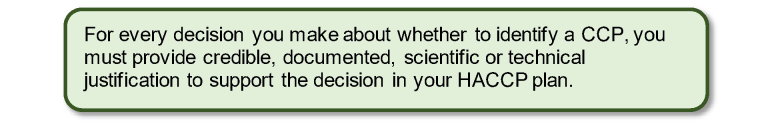 For every decision you make about whether to identify a CCP, you
must provide credible, documented, scientific or technical
justification to support the decision in your HACCP plan.